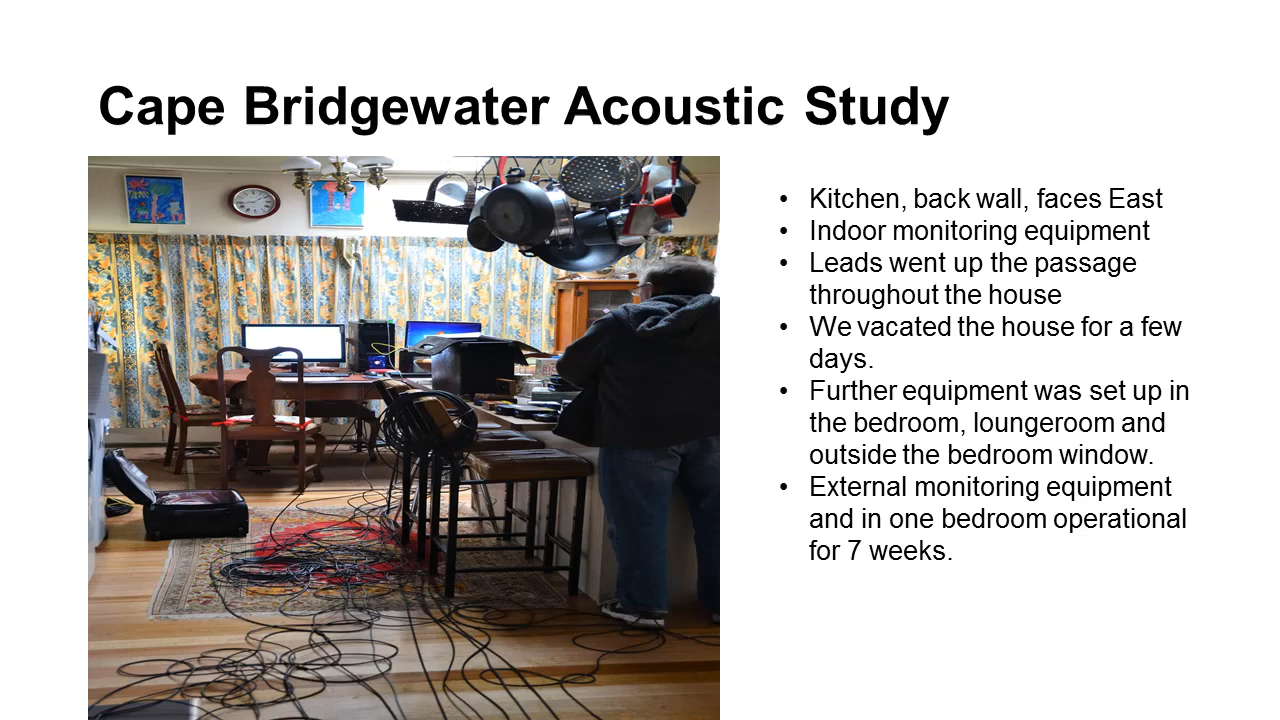 Cape Bridgewater Acoustic Study
• Kitchen, back wall, faces East
• Indoor monitoring equipment
• Leads went up the passage
throughout the house
• We vacated the house for a few
days.
• Further equipment was set up in
the bedroom, loungeroom and
outside the bedroom window.
• External monitoring equipment
and in one bedroom operational
for 7 weeks.